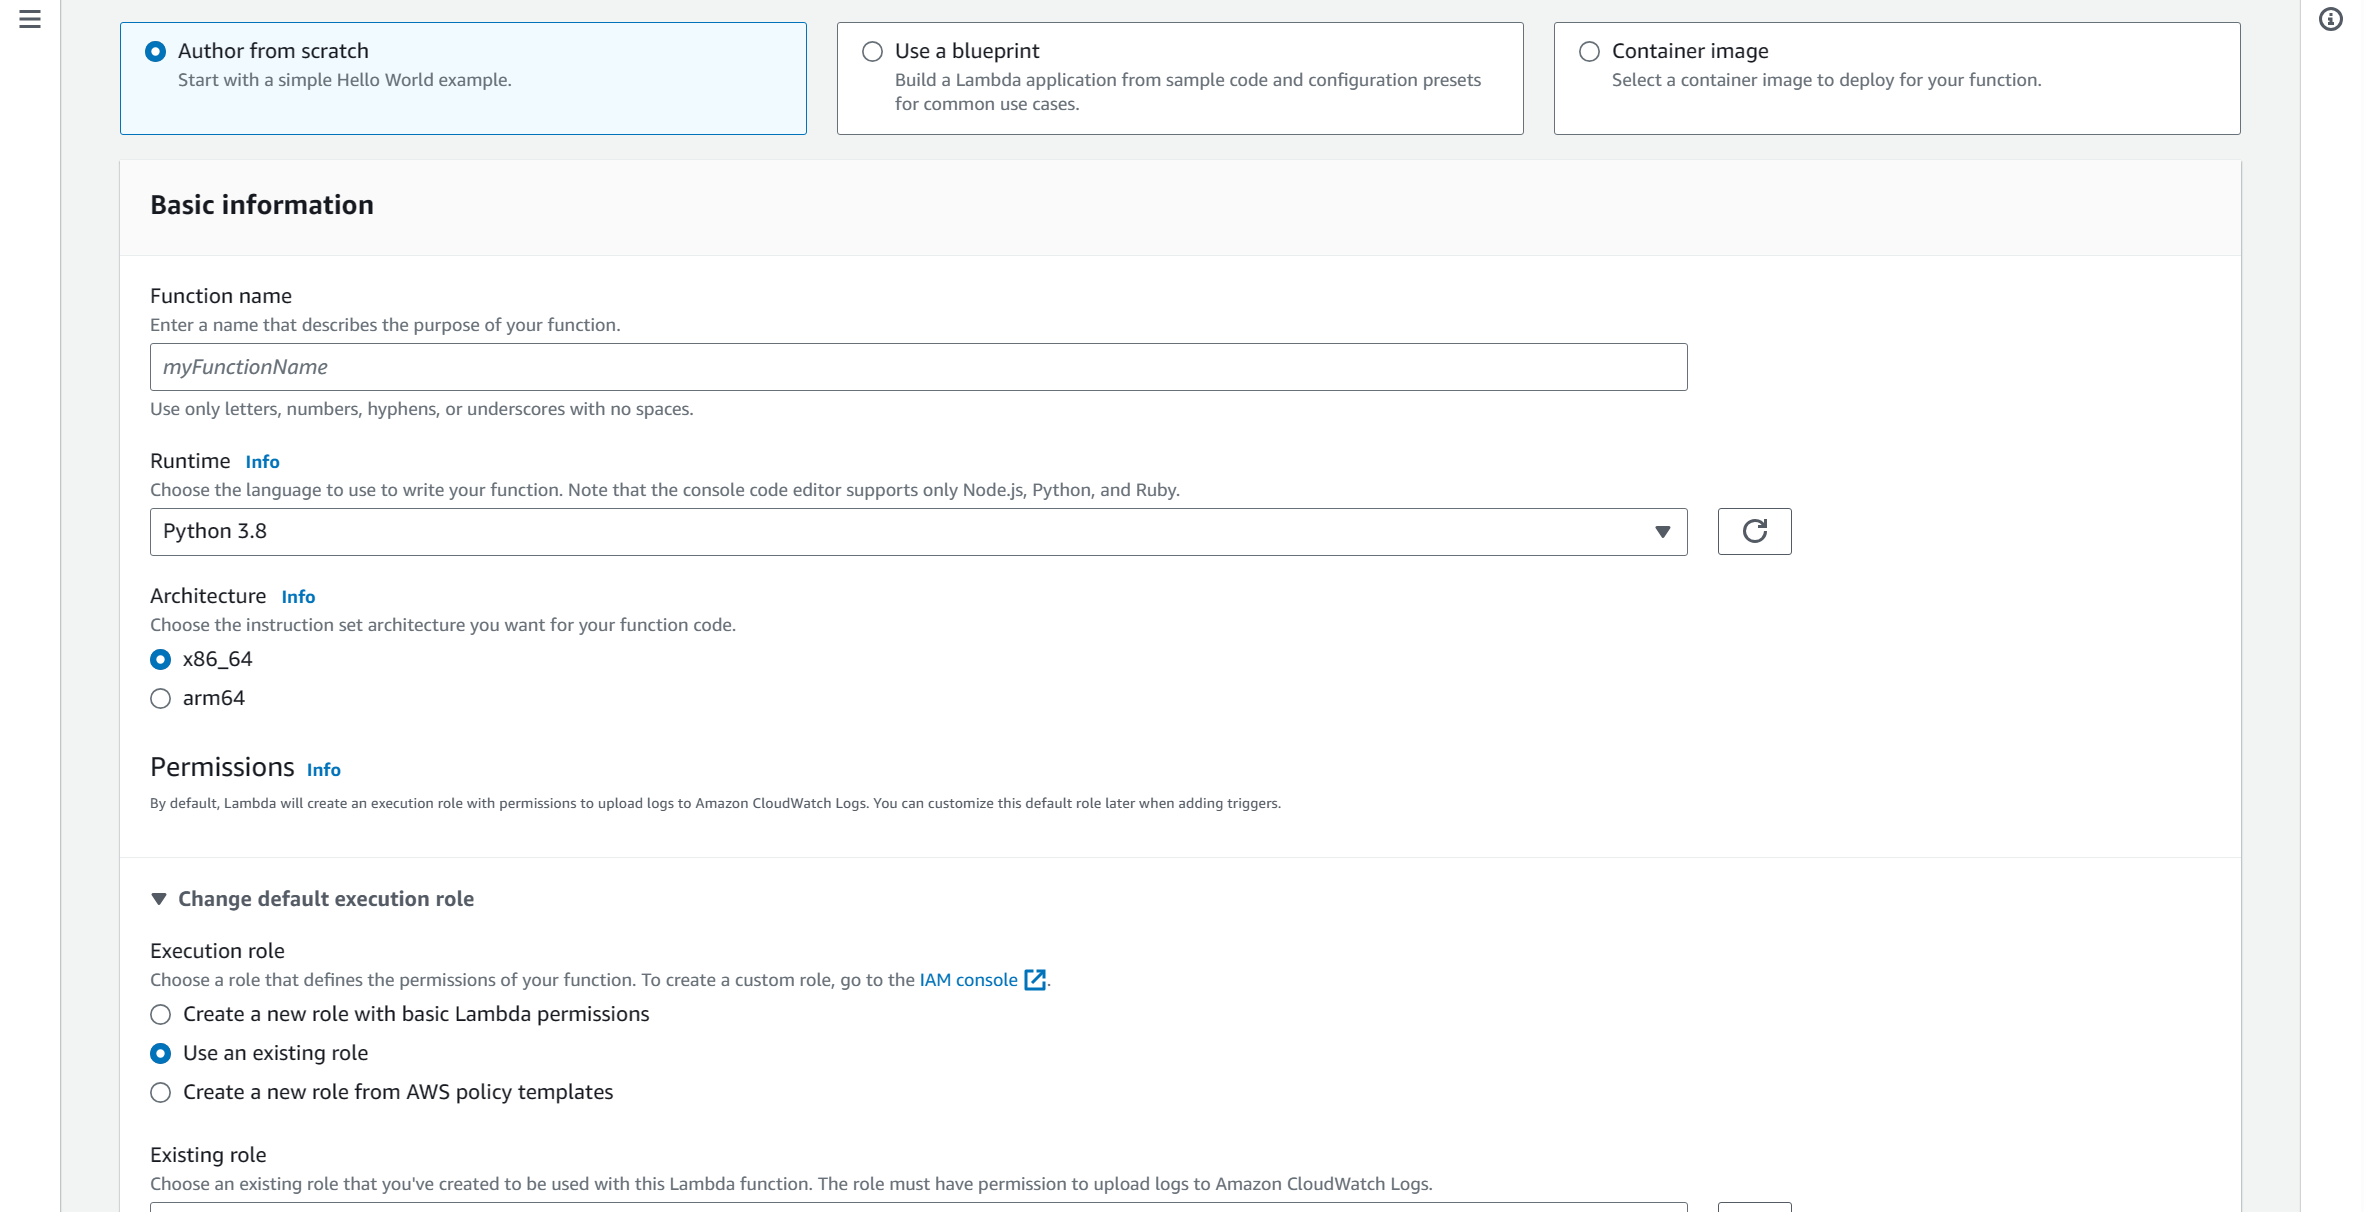 Author from scratch
Start with a simple Hello World example.
Use a blueprint
Build a Lambda application from sample code and configuration presets
for common use cases.
Container image
Select a container image to deploy for your function.
Basic information
Function name
Enter a name that describes the purpose of your function.
myFunctionName
Use only letters, numbers, hyphens, or underscores with no spaces.
Runtime Info
Choose the language to use to write your function. Note that the console code editor supports only Node.js, Python, and Ruby.
Python 3.8
Architecture Info
Choose the instruction set architecture you want for your function code.
x86_64
arm64
Permissions Info
By default, Lambda will create an execution role with permissions to upload logs to Amazon CloudWatch Logs. You can customize this default role later when adding triggers.
Change default execution role
Execution role
Choose a role that defines the permissions of your function. To create a custom role, go to the IAM console.
Create a new role with basic Lambda permissions
Use an existing role
Create a new role from AWS policy templates
Existing role
Choose an existing role that you've created to be used with this Lambda function. The role must have permission to upload logs to Amazon CloudWatch Logs.